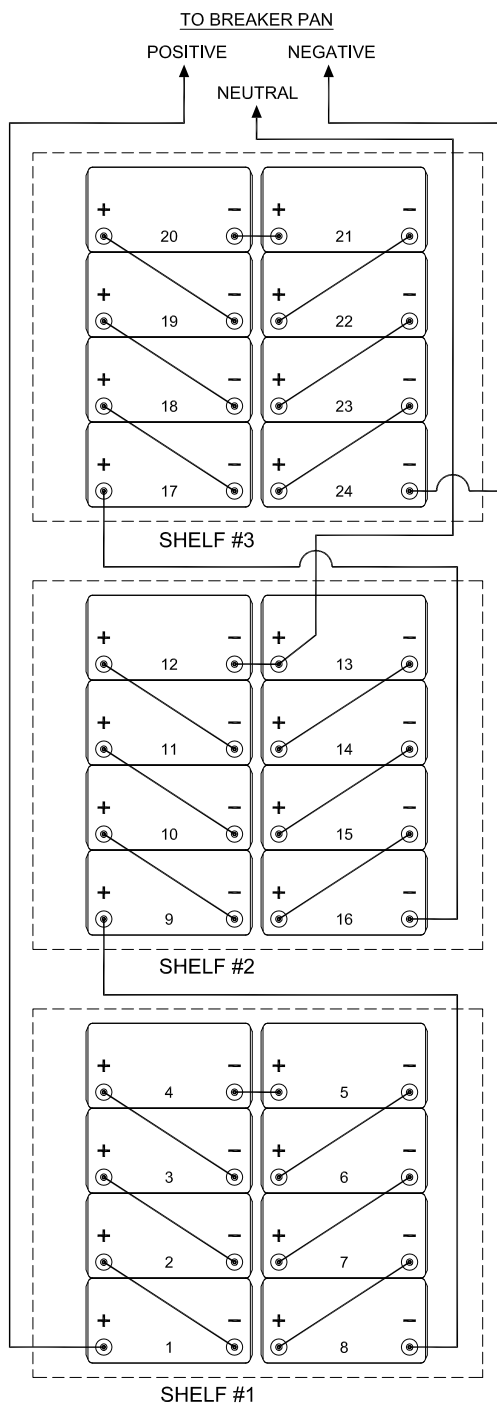 TO BREAKER PAN
POSITIVE NEGATIVE
NEUTRAL
+ − +  −
20 21
+ − + −
19 22
+ − + −
18 23
+ − + −
17 24
SHELF #3
+ − + −
12 13
+ − + −
11 14
+ − + −
10 15
+ − + −
9 16
SHELF #2
+ − + −
4 5
+ − + −
3 6
+ − + −
2 7
+ − + −
1 8
SHELF #1